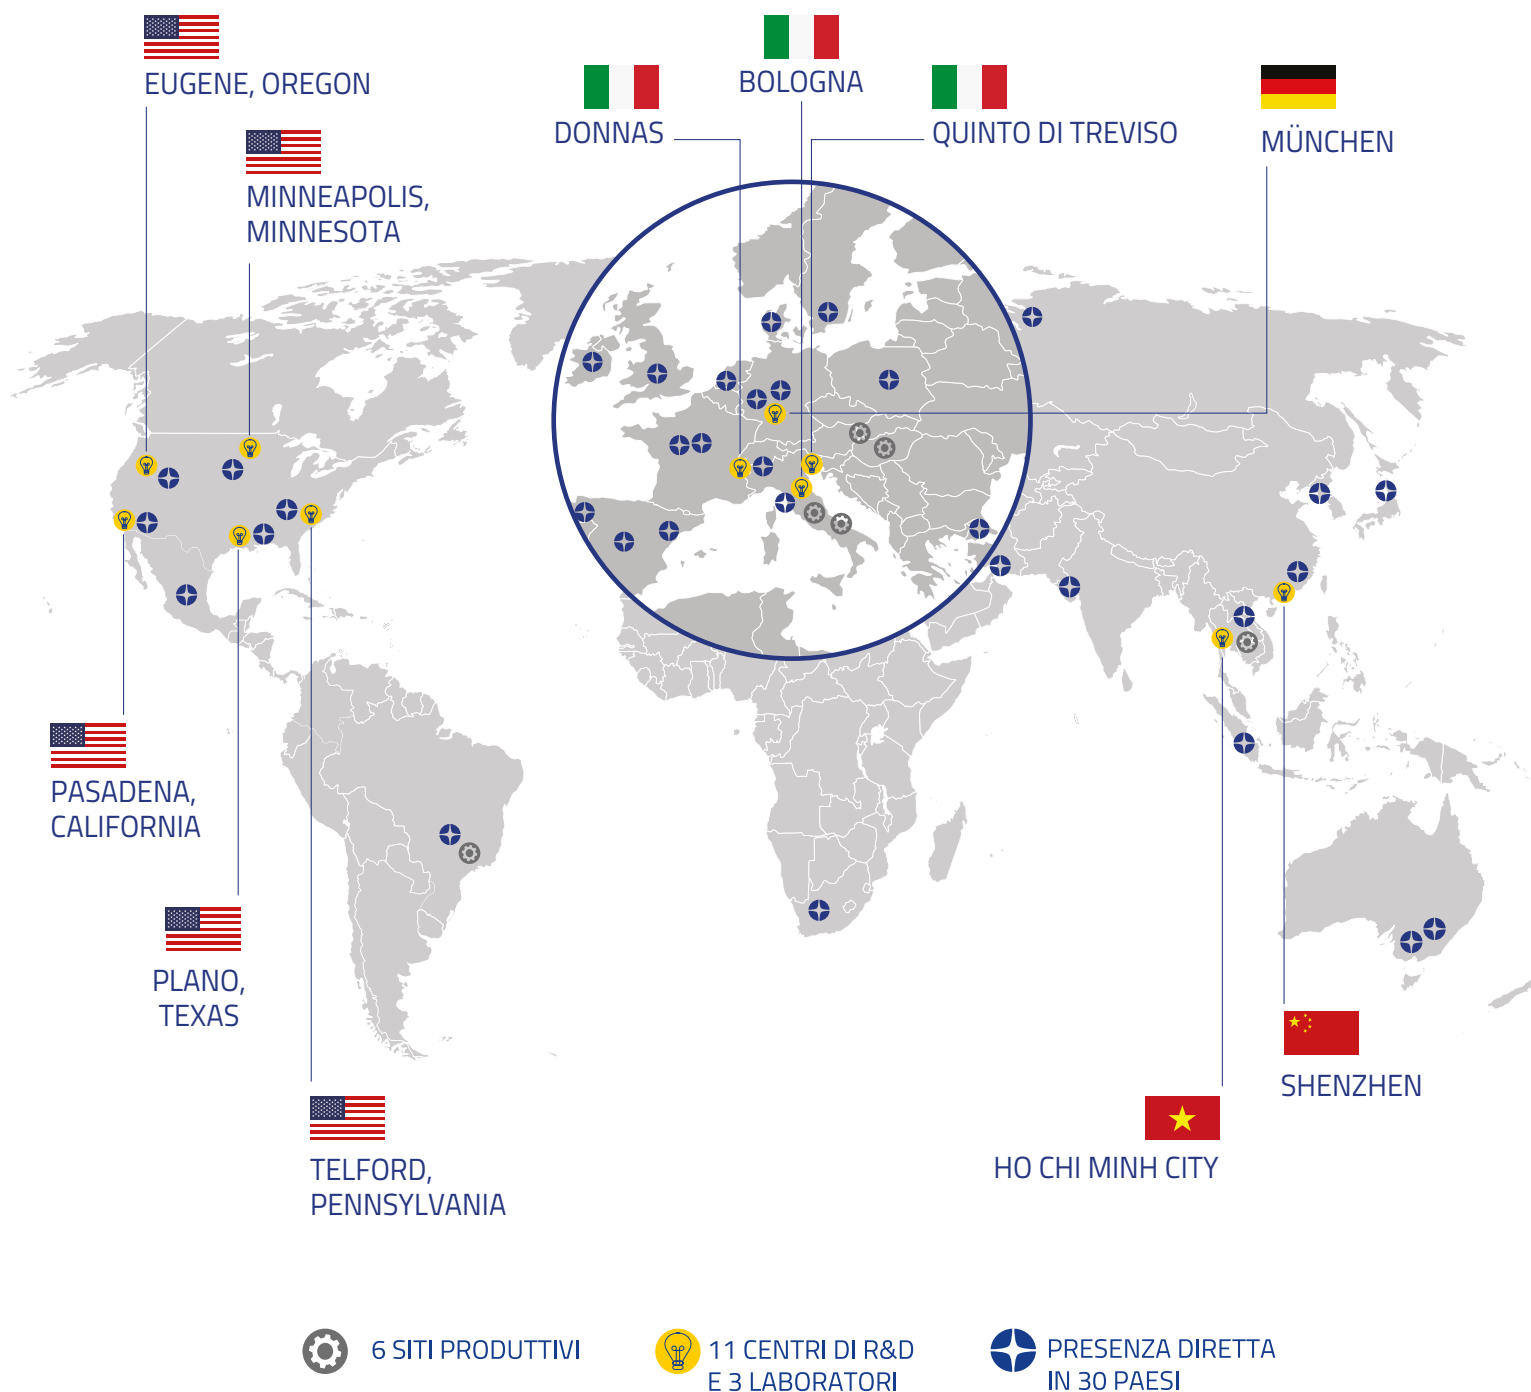 EUGENE, OREGON
MINNEAPOLIS,
MINNESOTA
DONNAS
BOLOGNA
QUINTO DI TREVISO
MÜNCHEN
PASADENA,
CALIFORNIA
PLANO,
TEXAS
TELFORD,
PENNSYLVANIA
SHENZHEN
HO CHI MINH CITY
6 SITI PRODUTTIVI
11 CENTRI DI R&D
E 3 LABORATORI
PRESENZA DIRETTA
IN 30 PAESI